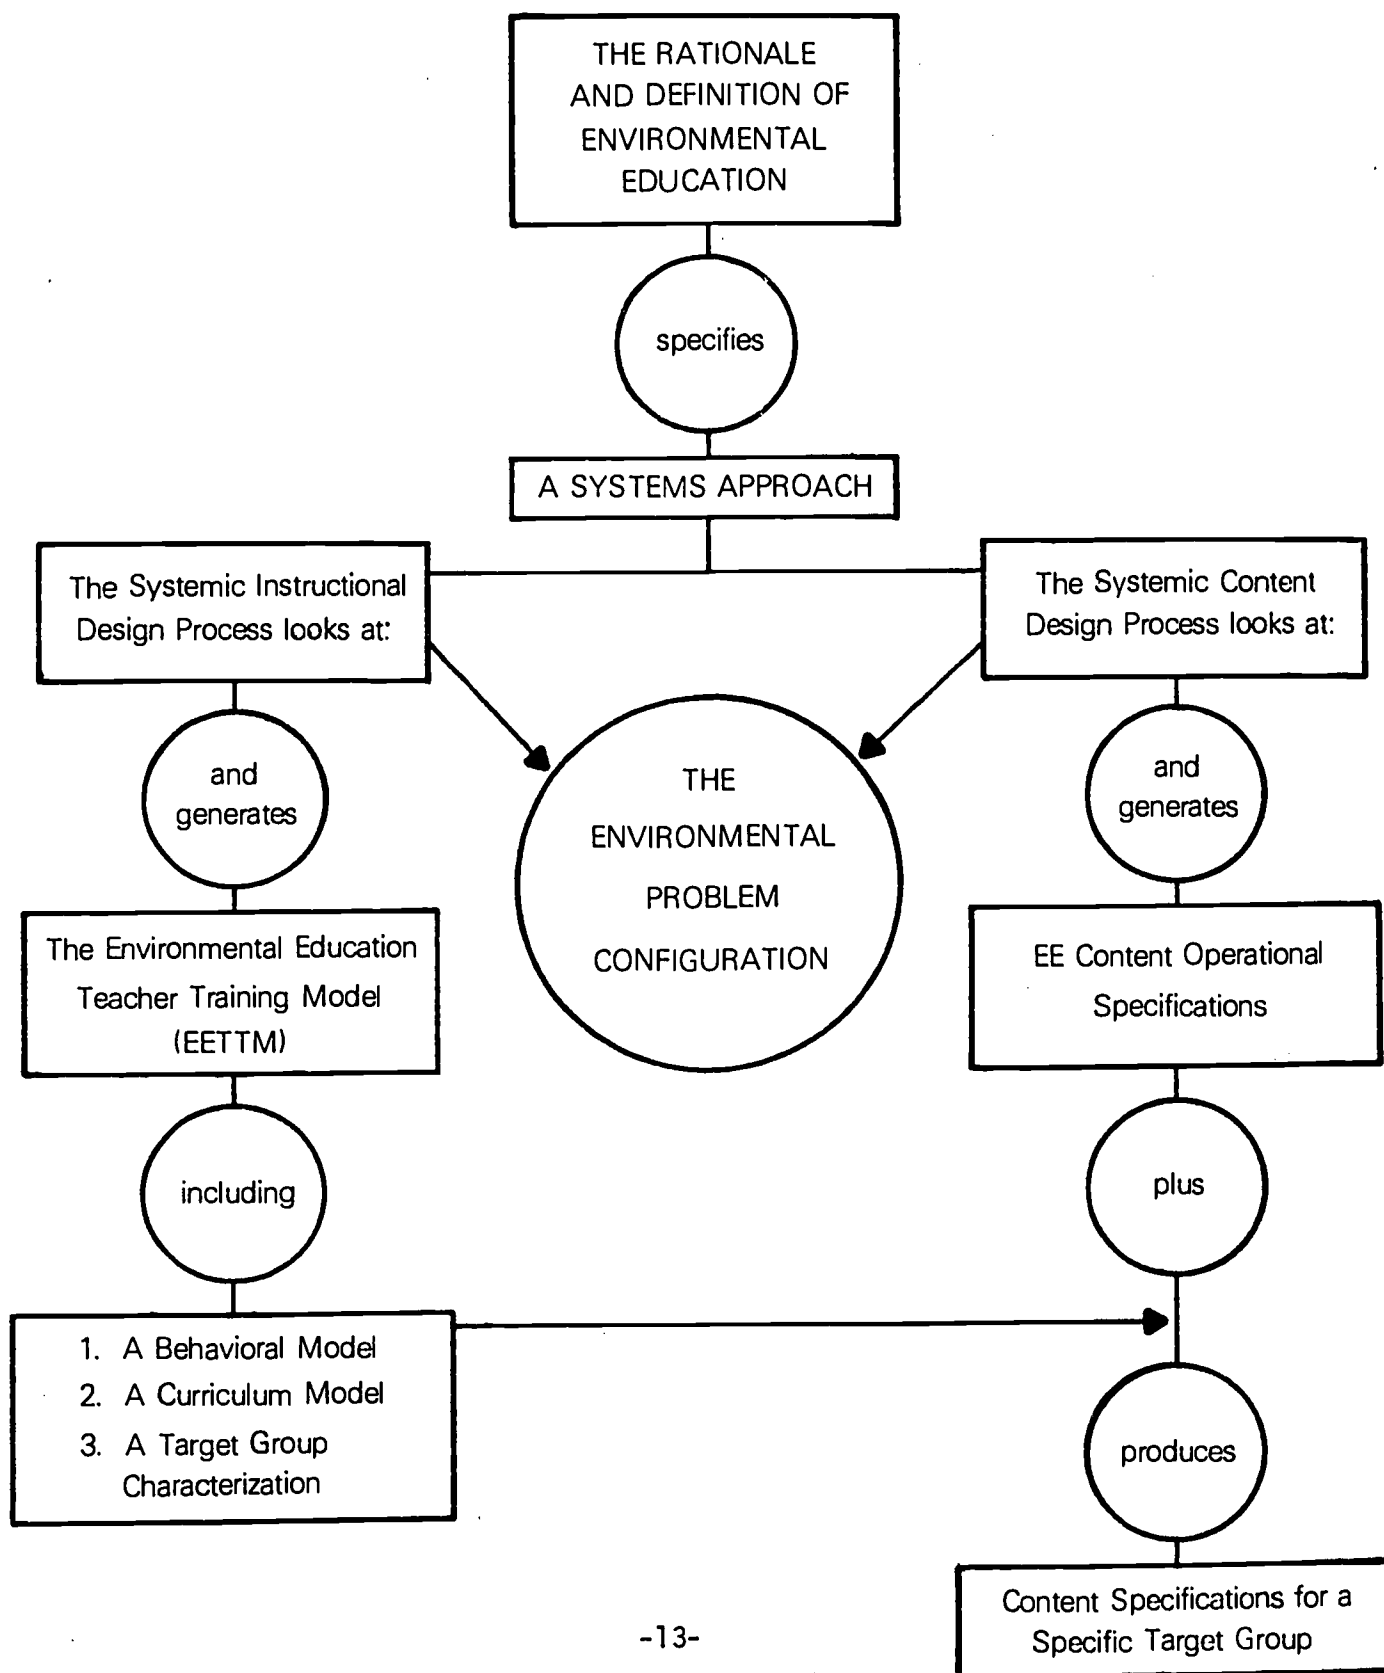 THE RATIONALE
AND DEFINITION OF
ENVIRONMENTAL
EDUCATION
specifies
A SYSTEMS APPROACH
The Systemic Instructional
Design Process looks at:
The Systemic Content
Design Process looks at:
and
generates
THE
ENVIRONMENTAL
PROBLEM
CONFIGURATION
and
generates
The Environmental Education
Teacher Training Model
(EETTM)
EE Content Operational
Specifications
including
plus
1. A Behavioral Model
2. A Curriculum Model
3. A Target Group
Characterization
produces
Content Specifications for a
Specific Target Group
-13-